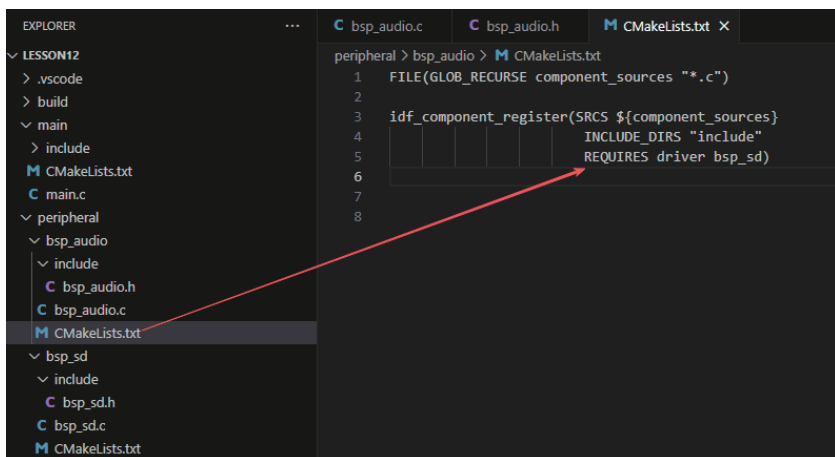 EXPLORER
...
LESSON12
.vscode
build
main
include
M CMakeLists.txt
C main.c
peripheral
bsp_audio
include
C bsp_audio.h
C bsp_audio.c
M CMakeLists.txt
bsp_sd
include
C bsp_sd.h
C bsp_sd.c
M CMakeLists.txt
C bsp_audio.c C bsp_audio.h M CMakeLists.txt ×
peripheral > bsp_audio > M CMakeLists.txt
1 FILE(GLOB_RECURSE component_sources "*.c")
2
3 idf_component_register(SRCS ${component_sources}
4 INCLUDE_DIRS "include"
5 REQUIRES driver bsp_sd)
6
7
8